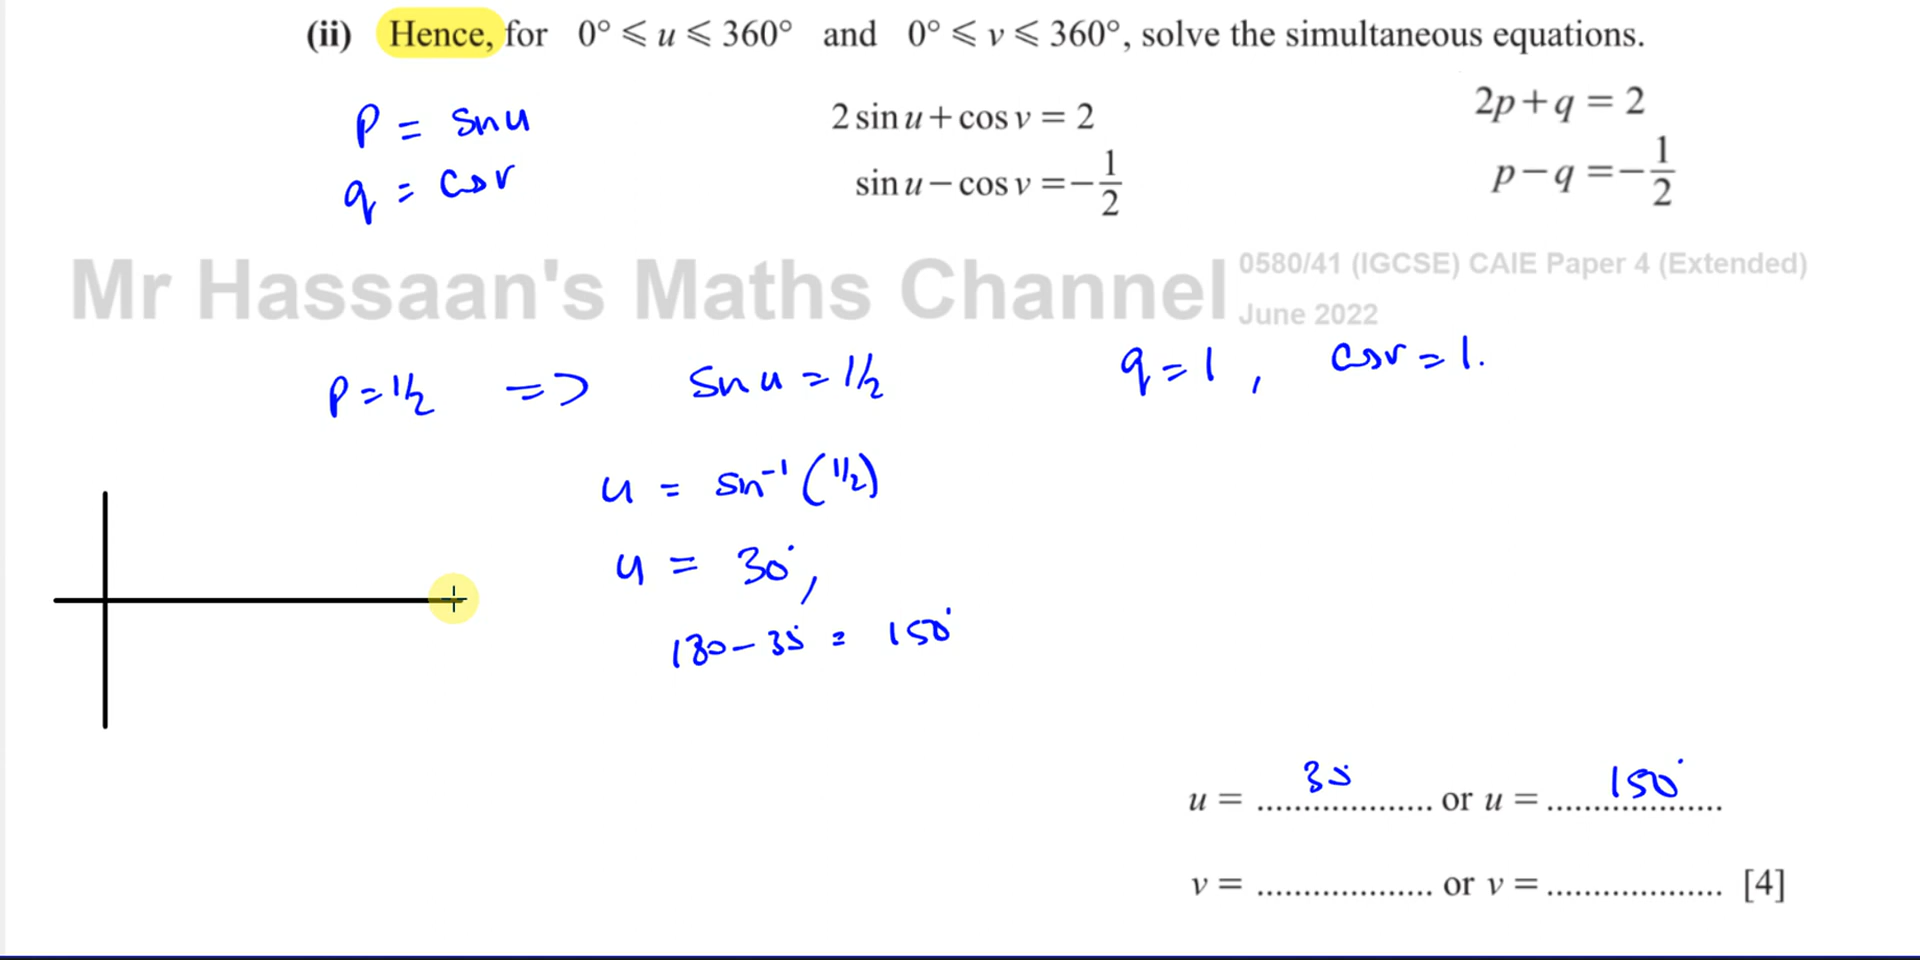 (ii) Hence, for 0° ⩽ u ⩽ 360° and 0° ⩽ v ⩽ 360°, solve the simultaneous equations.
P = sin u
q = cos v
2 sin u + cos v = 2
sin u − cos v = −1/2
2p + q = 2
p − q = −1/2
Mr Hassaan's Maths Channel
0580/41 (IGCSE) CAIE Paper 4 (Extended)
June 2022
P = 1/2 => sin u = 1/2
q = 1, cos v = 1.
u = sin⁻¹ (1/2)
u = 30°,
180 − 30 = 150°
u = 30 or u = 150°
v = .................... or v = .................... [4]